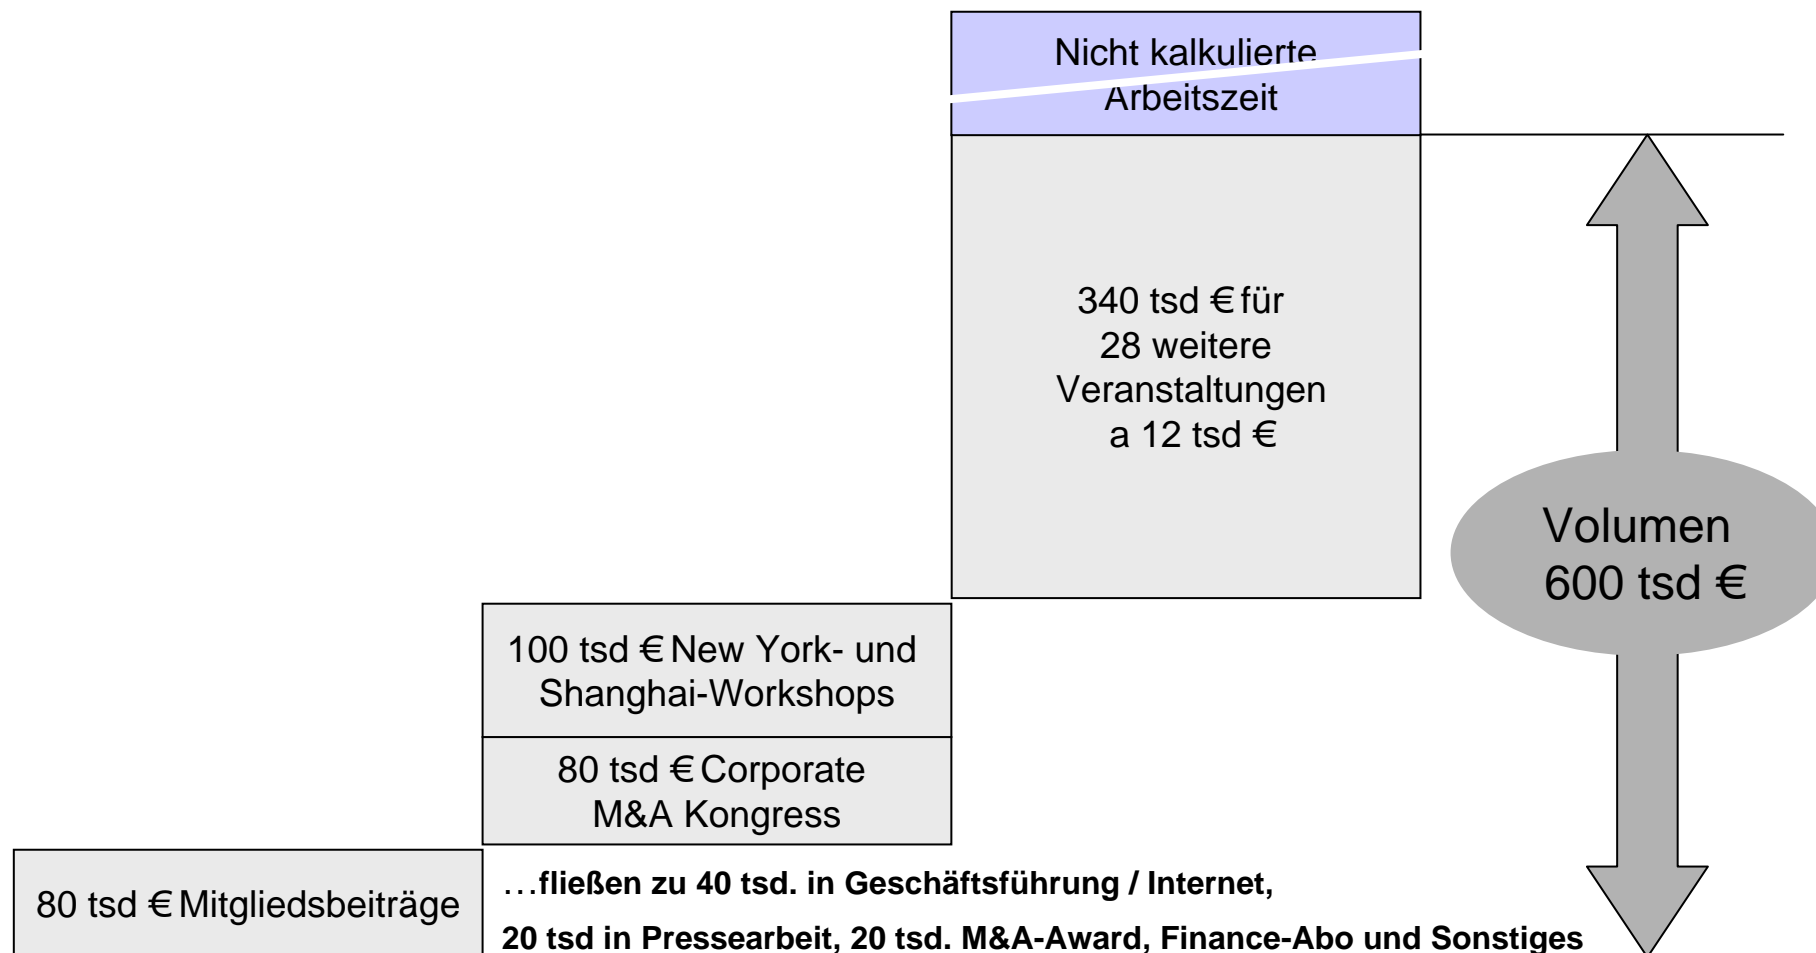 Nicht kalkulierte
Arbeitszeit
340 tsd € für
28 weitere
Veranstaltungen
a 12 tsd €
Volumen
600 tsd €
100 tsd € New York- und
Shanghai-Workshops
80 tsd € Corporate
M&A Kongress
80 tsd € Mitgliedsbeiträge
…fließen zu 40 tsd. in Geschäftsführung / Internet,
20 tsd in Pressearbeit, 20 tsd. M&A-Award, Finance-Abo und Sonstiges